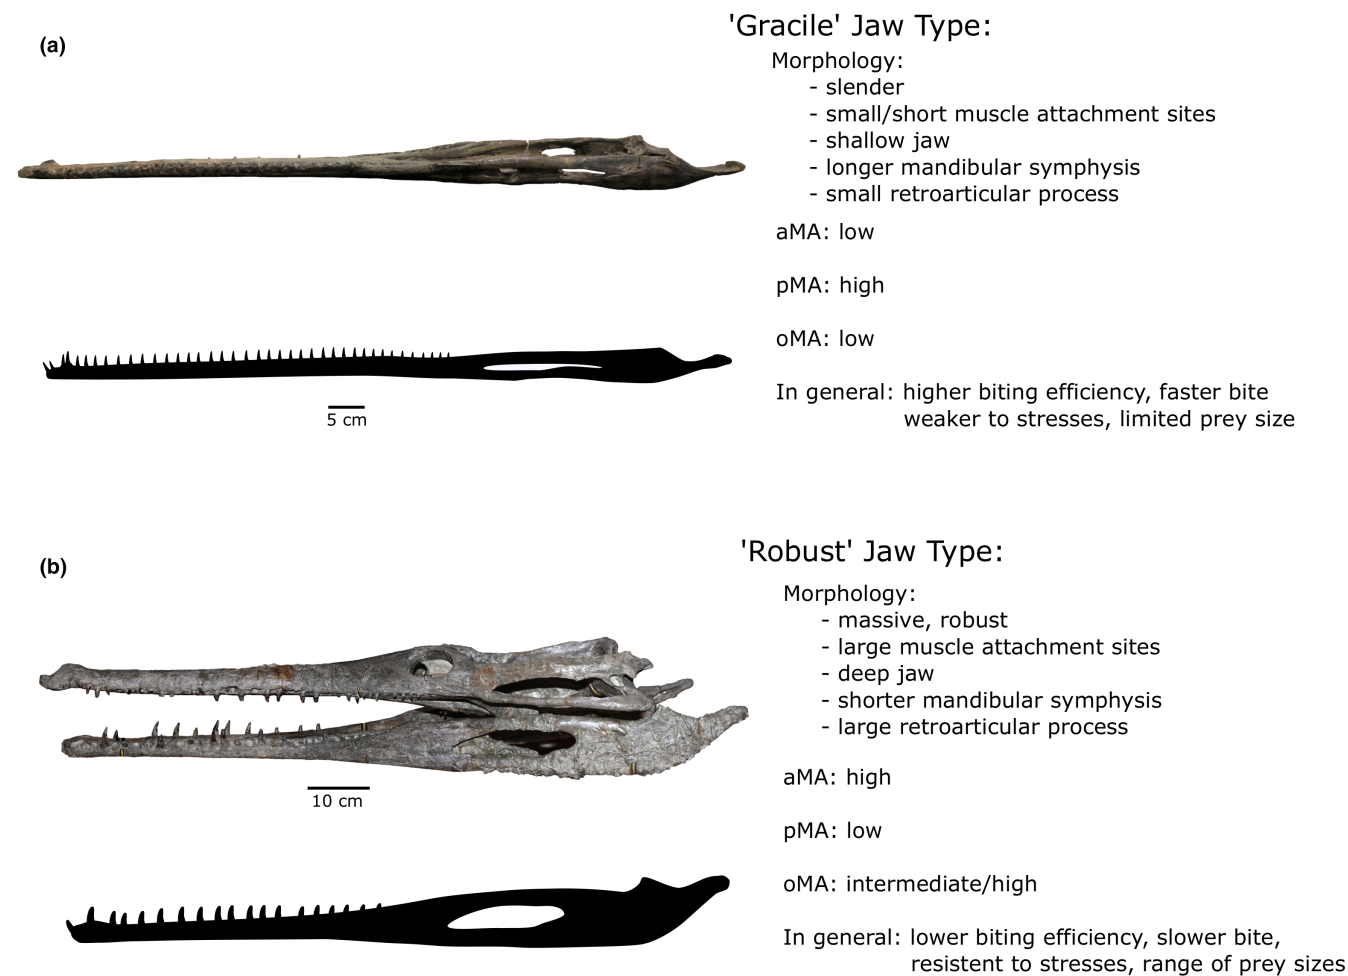 (a)
'Gracile' Jaw Type:
Morphology:
- slender
- small/short muscle attachment sites
- shallow jaw
- longer mandibular symphysis
- small retroarticular process
aMA: low
pMA: high
oMA: low
In general: higher biting efficiency, faster bite
weaker to stresses, limited prey size
5 cm
(b)
'Robust' Jaw Type:
Morphology:
- massive, robust
- large muscle attachment sites
- deep jaw
- shorter mandibular symphysis
- large retroarticular process
aMA: high
pMA: low
oMA: intermediate/high
In general: lower biting efficiency, slower bite,
resistent to stresses, range of prey sizes
10 cm